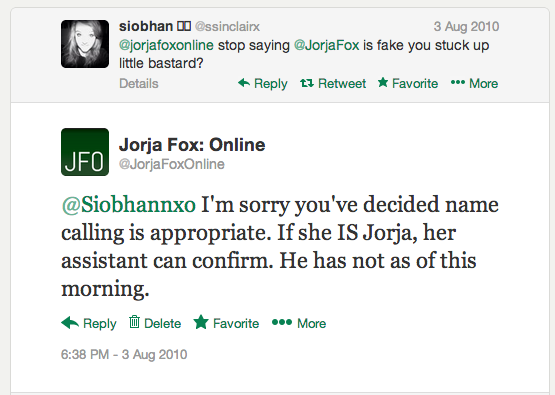 siobhan @ssinclairx 3 Aug 2010
@jorjafoxonline stop saying @JorjaFox is fake you stuck up
little bastard?
Details Reply Retweet Favorite More
JFO
Jorja Fox: Online
@JorjaFoxOnline
@Siobhannxo I'm sorry you've decided name
calling is appropriate. If she IS Jorja, her
assistant can confirm. He has not as of this
morning.
Reply Delete Favorite More
6:38 PM - 3 Aug 2010